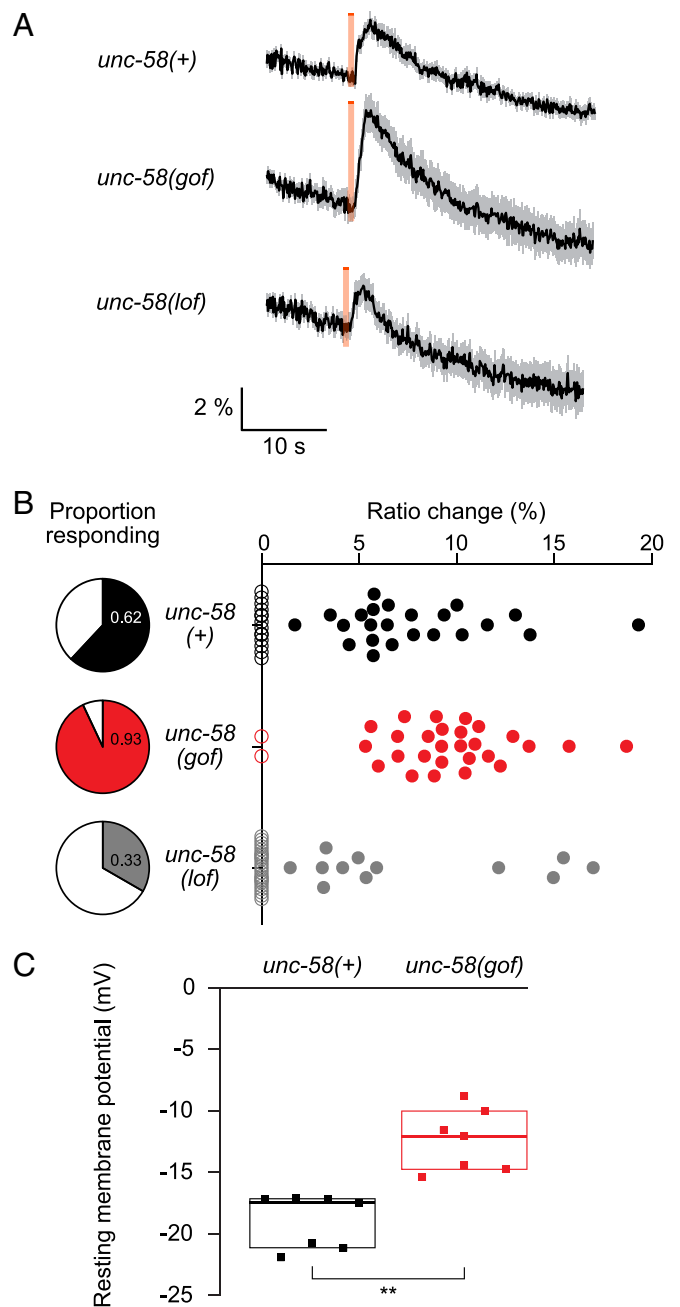 A
unc-58(+)
unc-58(gof)
unc-58(lof)
2 %
10 s
B
Proportion
responding
Ratio change (%)
0 5 10 15 20
0.62
unc-58
(+)
0.93
unc-58
(gof)
0.33
unc-58
(lof)
C
unc-58(+) unc-58(gof)
Resting membrane potential (mV)
0
-5
-10
-15
-20
-25
**